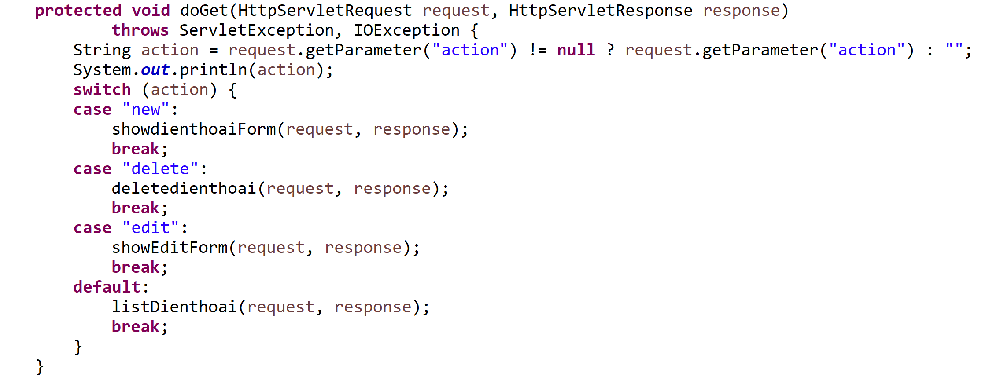 protected void doGet(HttpServletRequest request, HttpServletResponse response)
throws ServletException, IOException {
String action = request.getParameter("action") != null ? request.getParameter("action") : "";
System.out.println(action);
switch (action) {
case "new":
showdienthoaiForm(request, response);
break;
case "delete":
deletedienthoai(request, response);
break;
case "edit":
showEditForm(request, response);
break;
default:
listDienthoai(request, response);
break;
}
}